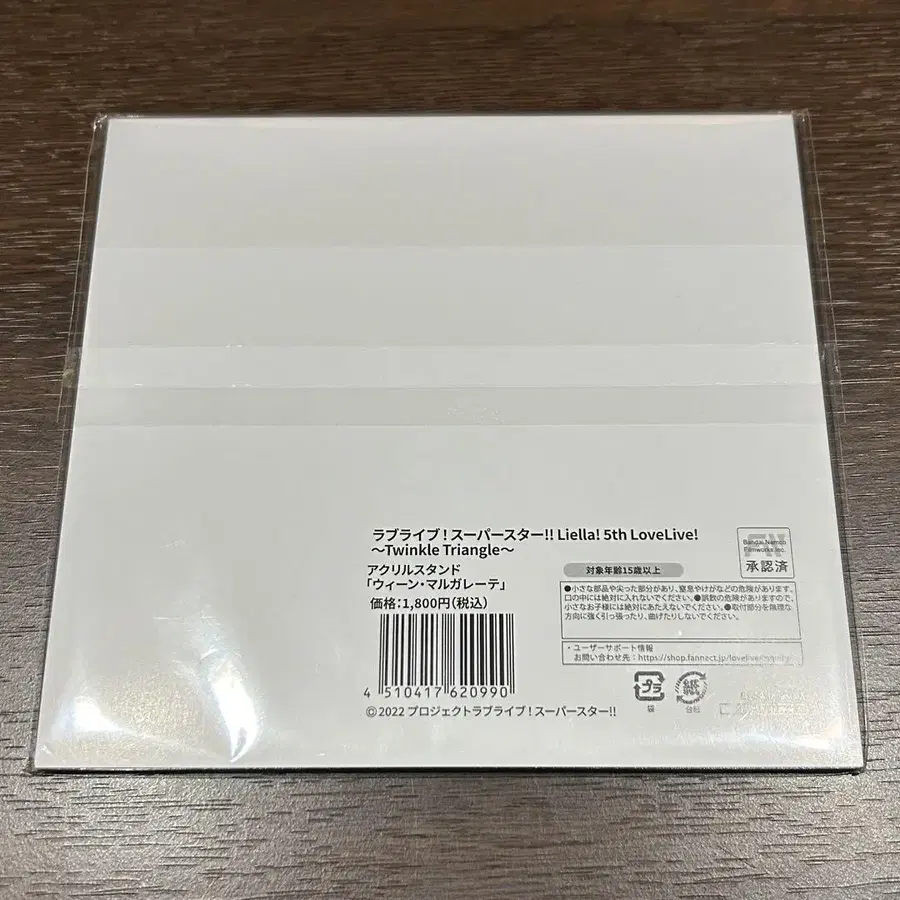 ラブライブ！スーパースター!! Liella! 5th LoveLive!
～Twinkle Triangle～
アクリルスタンド
「ウィーン・マルガレーテ」
価格：1,800円（税込）
4 510417 620990
©2022 プロジェクトラブライブ！スーパースター!!
Bandai Namco
Filmworks Inc.
承認済
対象年齢15歳以上
●小さな部品や尖った部分があり、窒息やけがなどの危険があります。
口の中には絶対に入れないでください。●誤飲の危険がありますので、
小さなお子様には絶対にあたえないでください。●取付部分を無理な
方向に強く引っ張ったり、曲げたりしないでください。
・ユーザーサポート情報
お問い合わせ先：https://shop.fannect.jp/lovelive/inquiry
プラ
袋
紙
台紙